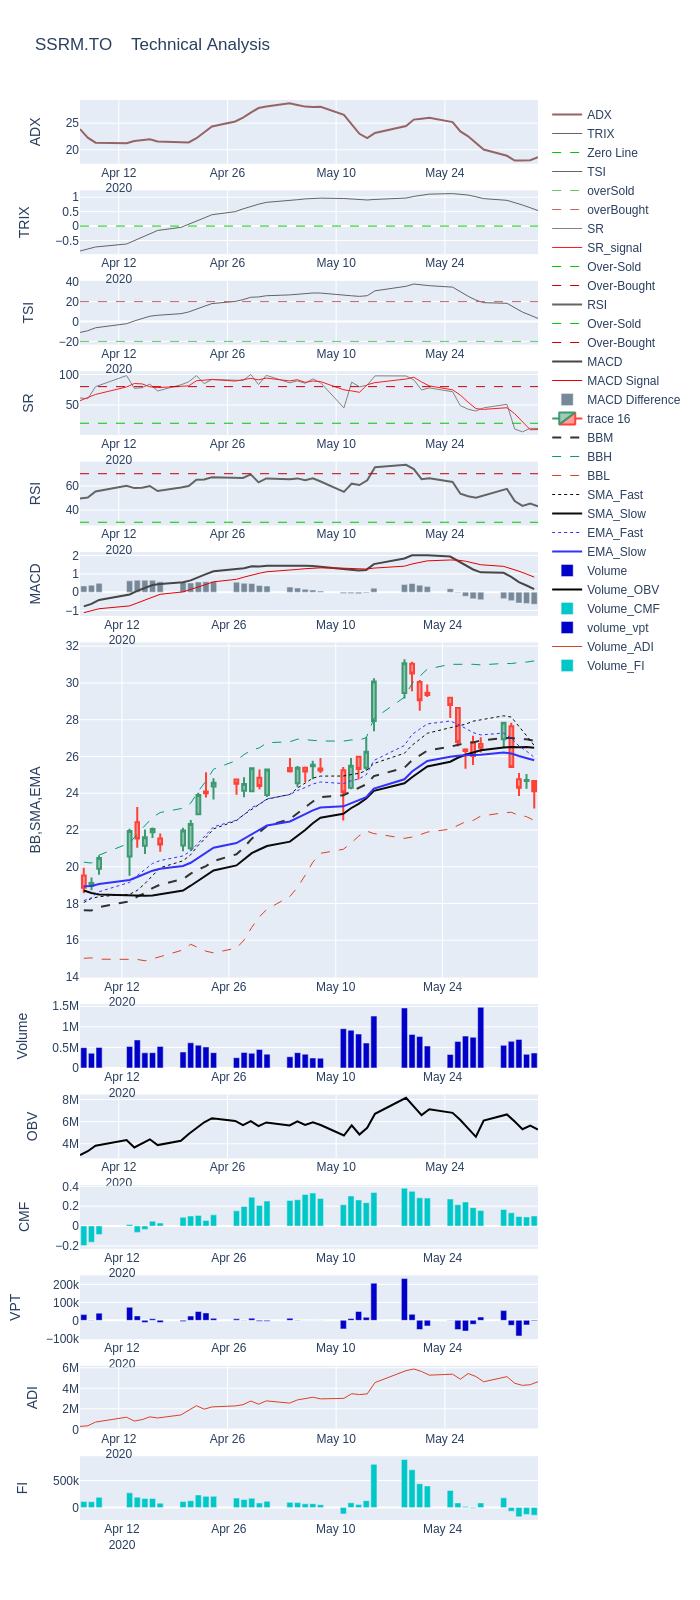 SSRM.TO    Technical Analysis
ADX
25
20
Apr 12
2020
Apr 26
May 10
May 24
TRIX
1
0.5
0
−0.5
Apr 12
2020
Apr 26
May 10
May 24
TSI
40
20
0
−20
Apr 12
2020
Apr 26
May 10
May 24
SR
100
50
Apr 12
2020
Apr 26
May 10
May 24
RSI
60
40
Apr 12
2020
Apr 26
May 10
May 24
MACD
2
1
0
−1
Apr 12
2020
Apr 26
May 10
May 24
BB,SMA,EMA
32
30
28
26
24
22
20
18
16
14
Apr 12
2020
Apr 26
May 10
May 24
Volume
1.5M
1M
0.5M
0
Apr 12
2020
Apr 26
May 10
May 24
OBV
8M
6M
4M
Apr 12
2020
Apr 26
May 10
May 24
CMF
0.4
0.2
0
−0.2
Apr 12
2020
Apr 26
May 10
May 24
VPT
200k
100k
0
−100k
Apr 12
2020
Apr 26
May 10
May 24
ADI
6M
4M
2M
0
Apr 12
2020
Apr 26
May 10
May 24
FI
500k
0
Apr 12
2020
Apr 26
May 10
May 24
ADX
TRIX
Zero Line
TSI
overSold
overBought
SR
SR_signal
Over-Sold
Over-Bought
RSI
Over-Sold
Over-Bought
MACD
MACD Signal
MACD Difference
trace 16
BBM
BBH
BBL
SMA_Fast
SMA_Slow
EMA_Fast
EMA_Slow
Volume
Volume_OBV
Volume_CMF
volume_vpt
Volume_ADI
Volume_FI